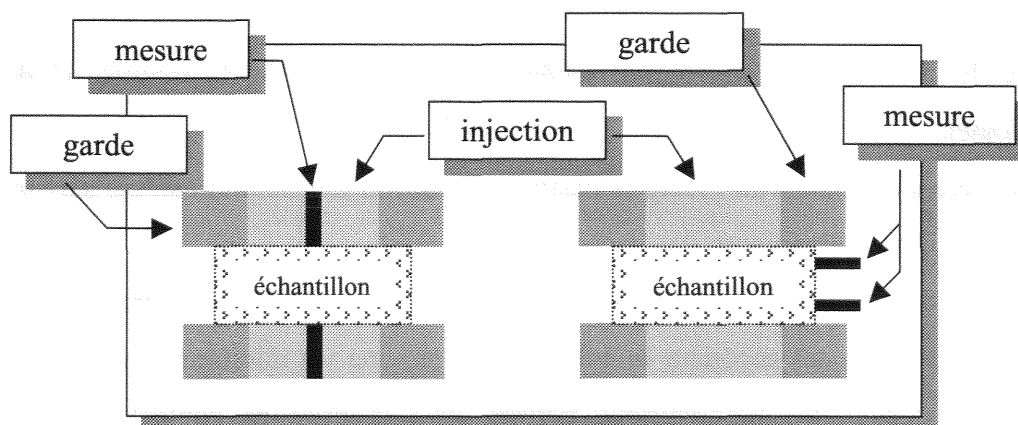 mesure
garde
mesure
garde
injection
échantillon
échantillon